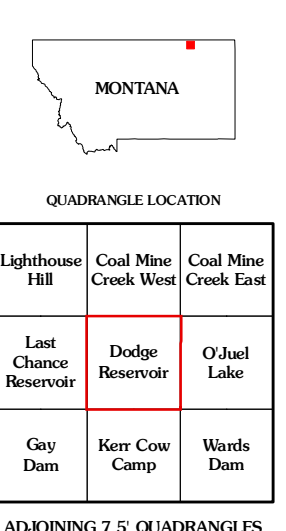 MONTANA
QUADRANGLE LOCATION
Lighthouse
Hill
Coal Mine
Creek West
Coal Mine
Creek East
Last
Chance
Reservoir
Dodge
Reservoir
O'Juel
Lake
Gay
Dam
Kerr Cow
Camp
Wards
Dam
ADJOINING 7.5' QUADRANGLES